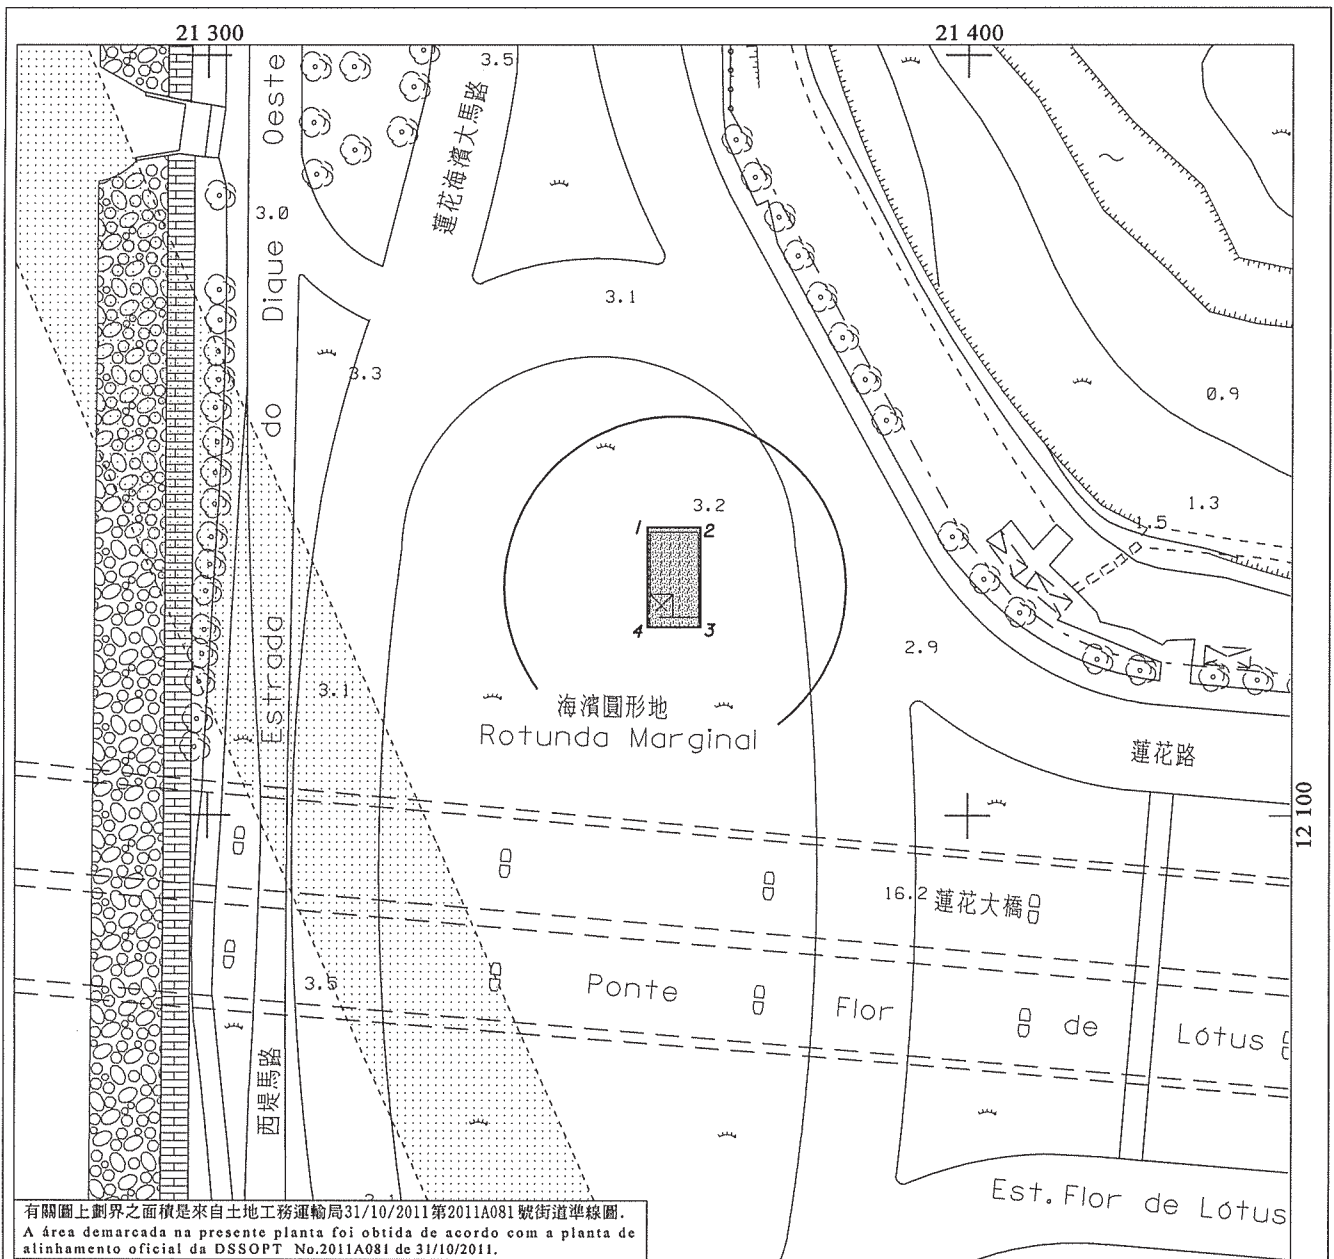 21 300
21 400
3.5
Oeste
蓮花海濱大馬路
3.0
Dique
3.1
3.3
0.9
do
3.2
1.3
1.5
1
2
4
3
Estrada
2.9
3.1
海濱圓形地
Rotunda Marginal
蓮花路
12 100
16.2
蓮花大橋
3.5
Ponte
Flor
de
Lótus
西堤馬路
Est. Flor de Lótus
有關圖上劃界之面積是來自土地工務運輸局31/10/2011第2011A081號街道準線圖.
A área demarcada na presente planta foi obtida de acordo com a planta de
alinhamento oficial da DSSOPT No.2011A081 de 31/10/2011.